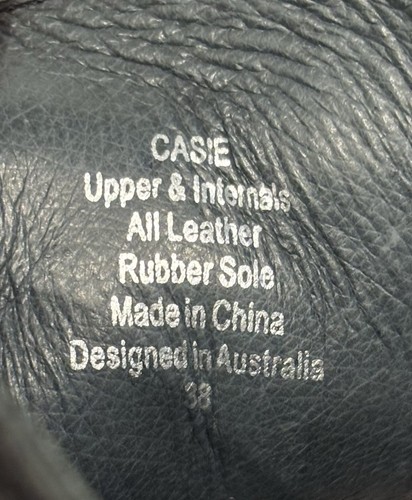 CASIE
Upper & Internals
All Leather
Rubber Sole
Made in China
Designed in Australia
38